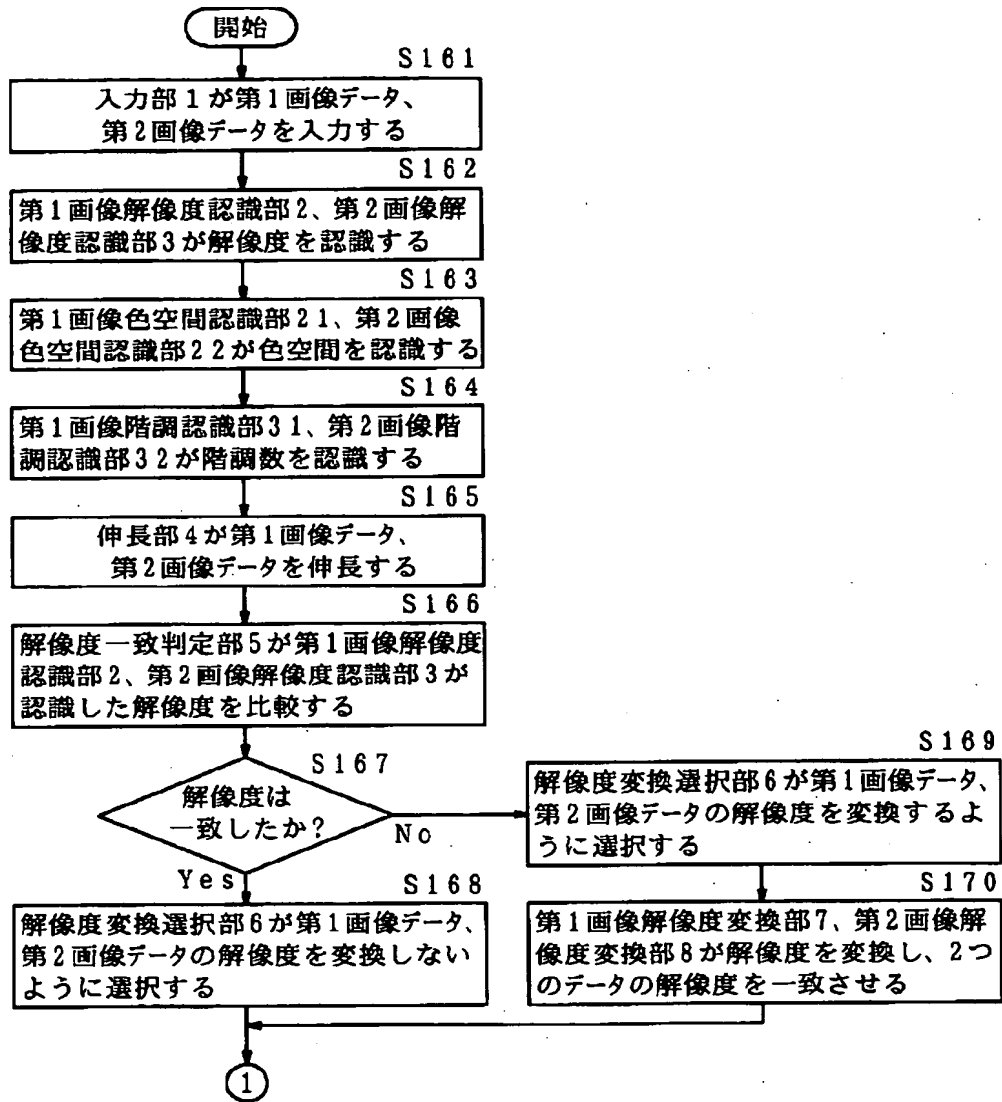 開始
S161
入力部1が第1画像データ、
第2画像データを入力する
S162
第1画像解像度認識部2、第2画像解
像度認識部3が解像度を認識する
S163
第1画像色空間認識部21、第2画像
色空間認識部22が色空間を認識する
S164
第1画像階調認識部31、第2画像階
調認識部32が階調数を認識する
S165
伸長部4が第1画像データ、
第2画像データを伸長する
S166
解像度一致判定部5が第1画像解像度
認識部2、第2画像解像度認識部3が
認識した解像度を比較する
S167
解像度は
一致したか?
No
Yes
S168
解像度変換選択部6が第1画像データ、
第2画像データの解像度を変換しない
ように選択する
S169
解像度変換選択部6が第1画像データ、
第2画像データの解像度を変換するよ
うに選択する
S170
第1画像解像度変換部7、第2画像解
像度変換部8が解像度を変換し、2つ
のデータの解像度を一致させる
1